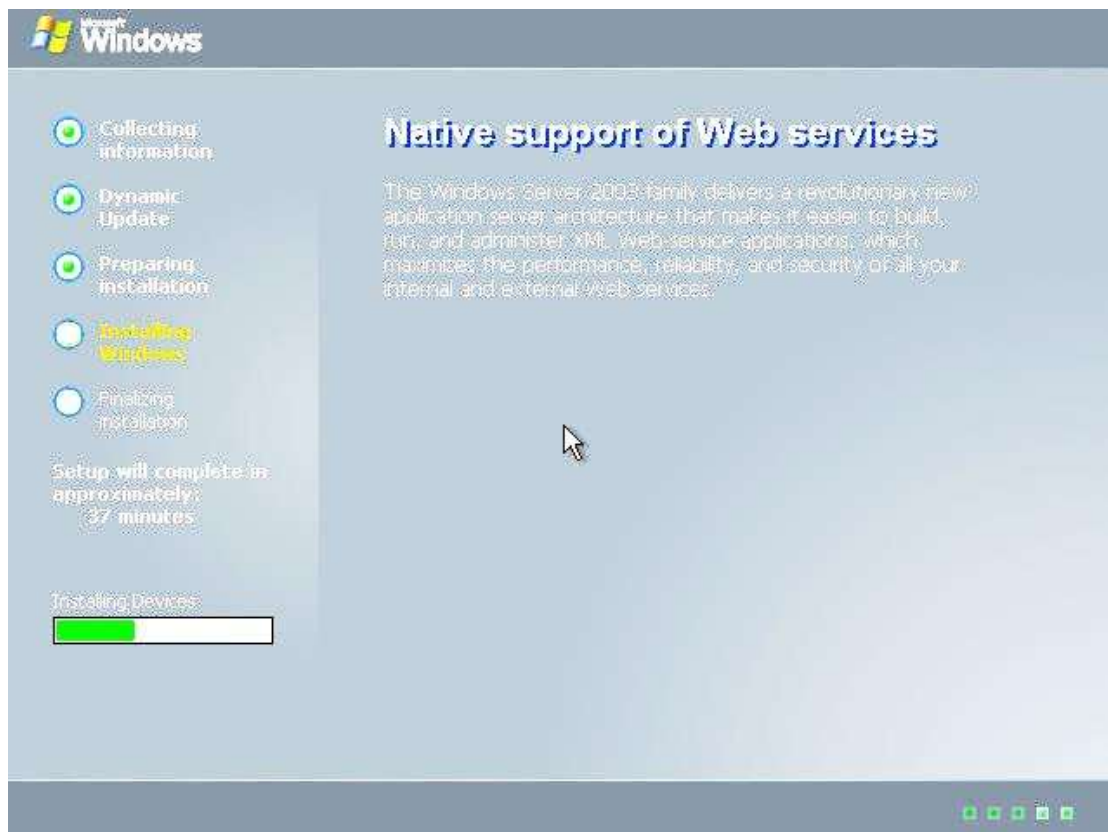 Microsoft
Windows
Collecting
information
Dynamic
Update
Preparing
installation
Installing
Windows
Finalizing
installation
Setup will complete in
approximately:
37 minutes
Installing Devices
Native support of Web services
The Windows Server 2003 family delivers a revolutionary new
application server architecture that makes it easier to build,
run, and administer XML Web-service applications, which
maximizes the performance, reliability, and security of all your
internal and external Web services.